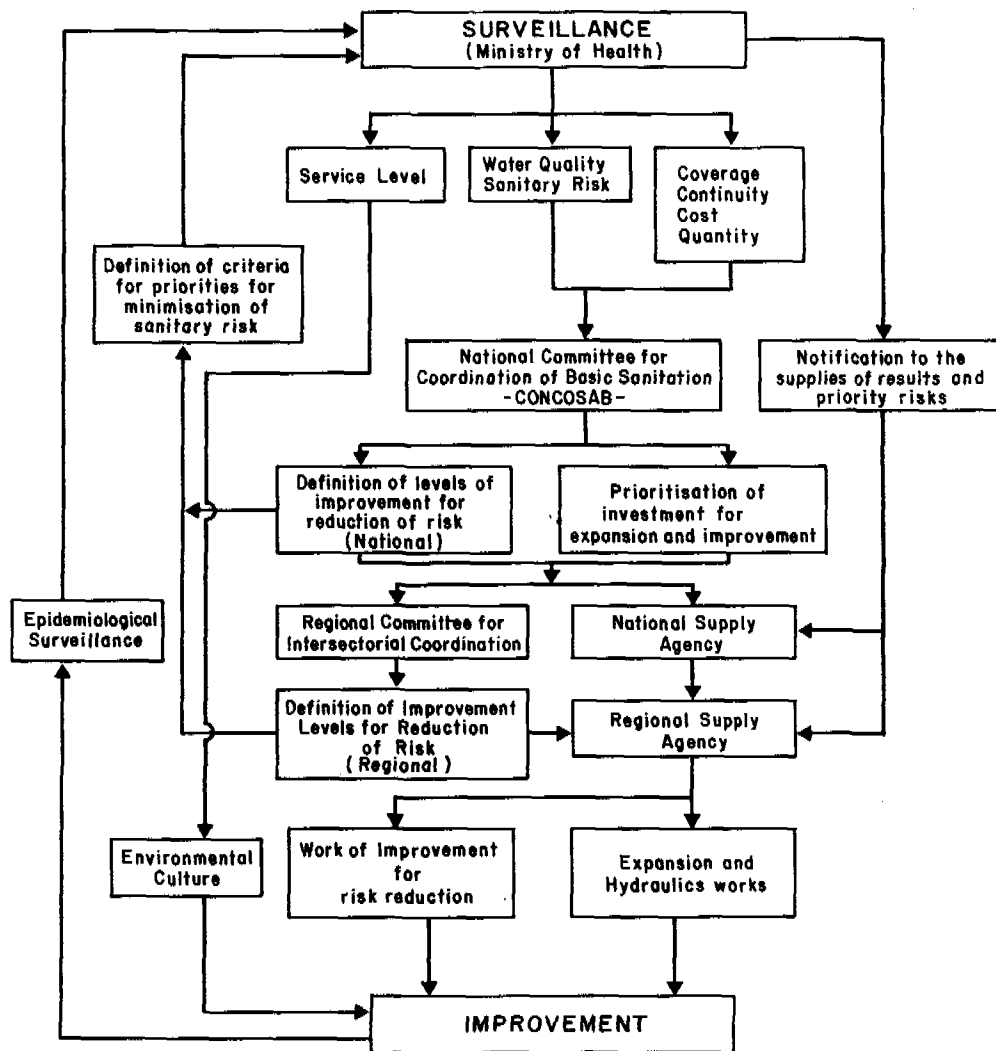 SURVEILLANCE
(Ministry of Health)
Service Level
Water Quality
Sanitary Risk
Coverage
Continuity
Cost
Quantity
Definition of criteria
for priorities for
minimisation of
sanitary risk
National Committee for
Coordination of Basic Sanitation
-CONCOSAB-
Notification to the
supplies of results and
priority risks
Definition of levels of
improvement for
reduction of risk
(National)
Prioritisation of
investment for
expansion and improvement
Epidemiological
Surveillance
Regional Committee for
Intersectorial Coordination
National Supply
Agency
Definition of Improvement
Levels for Reduction
of Risk
(Regional)
Regional Supply
Agency
Environmental
Culture
Work of Improvement
for
risk reduction
Expansion and
Hydraulics works
IMPROVEMENT